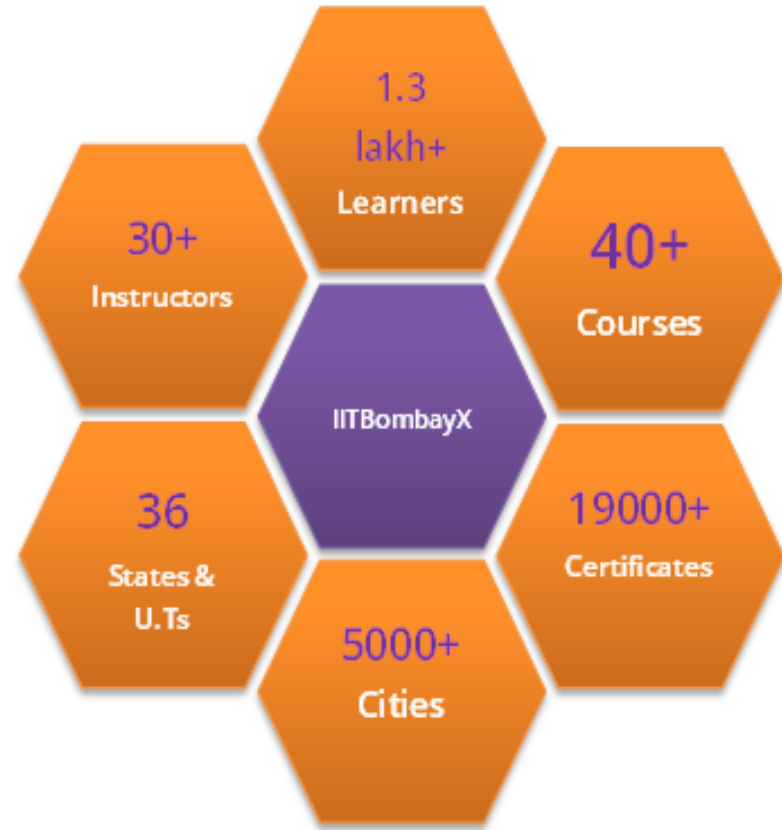 1.3
lakh+
Learners
30+
Instructors
40+
Courses
IITBombayX
36
States &
U.Ts
19000+
Certificates
5000+
Cities